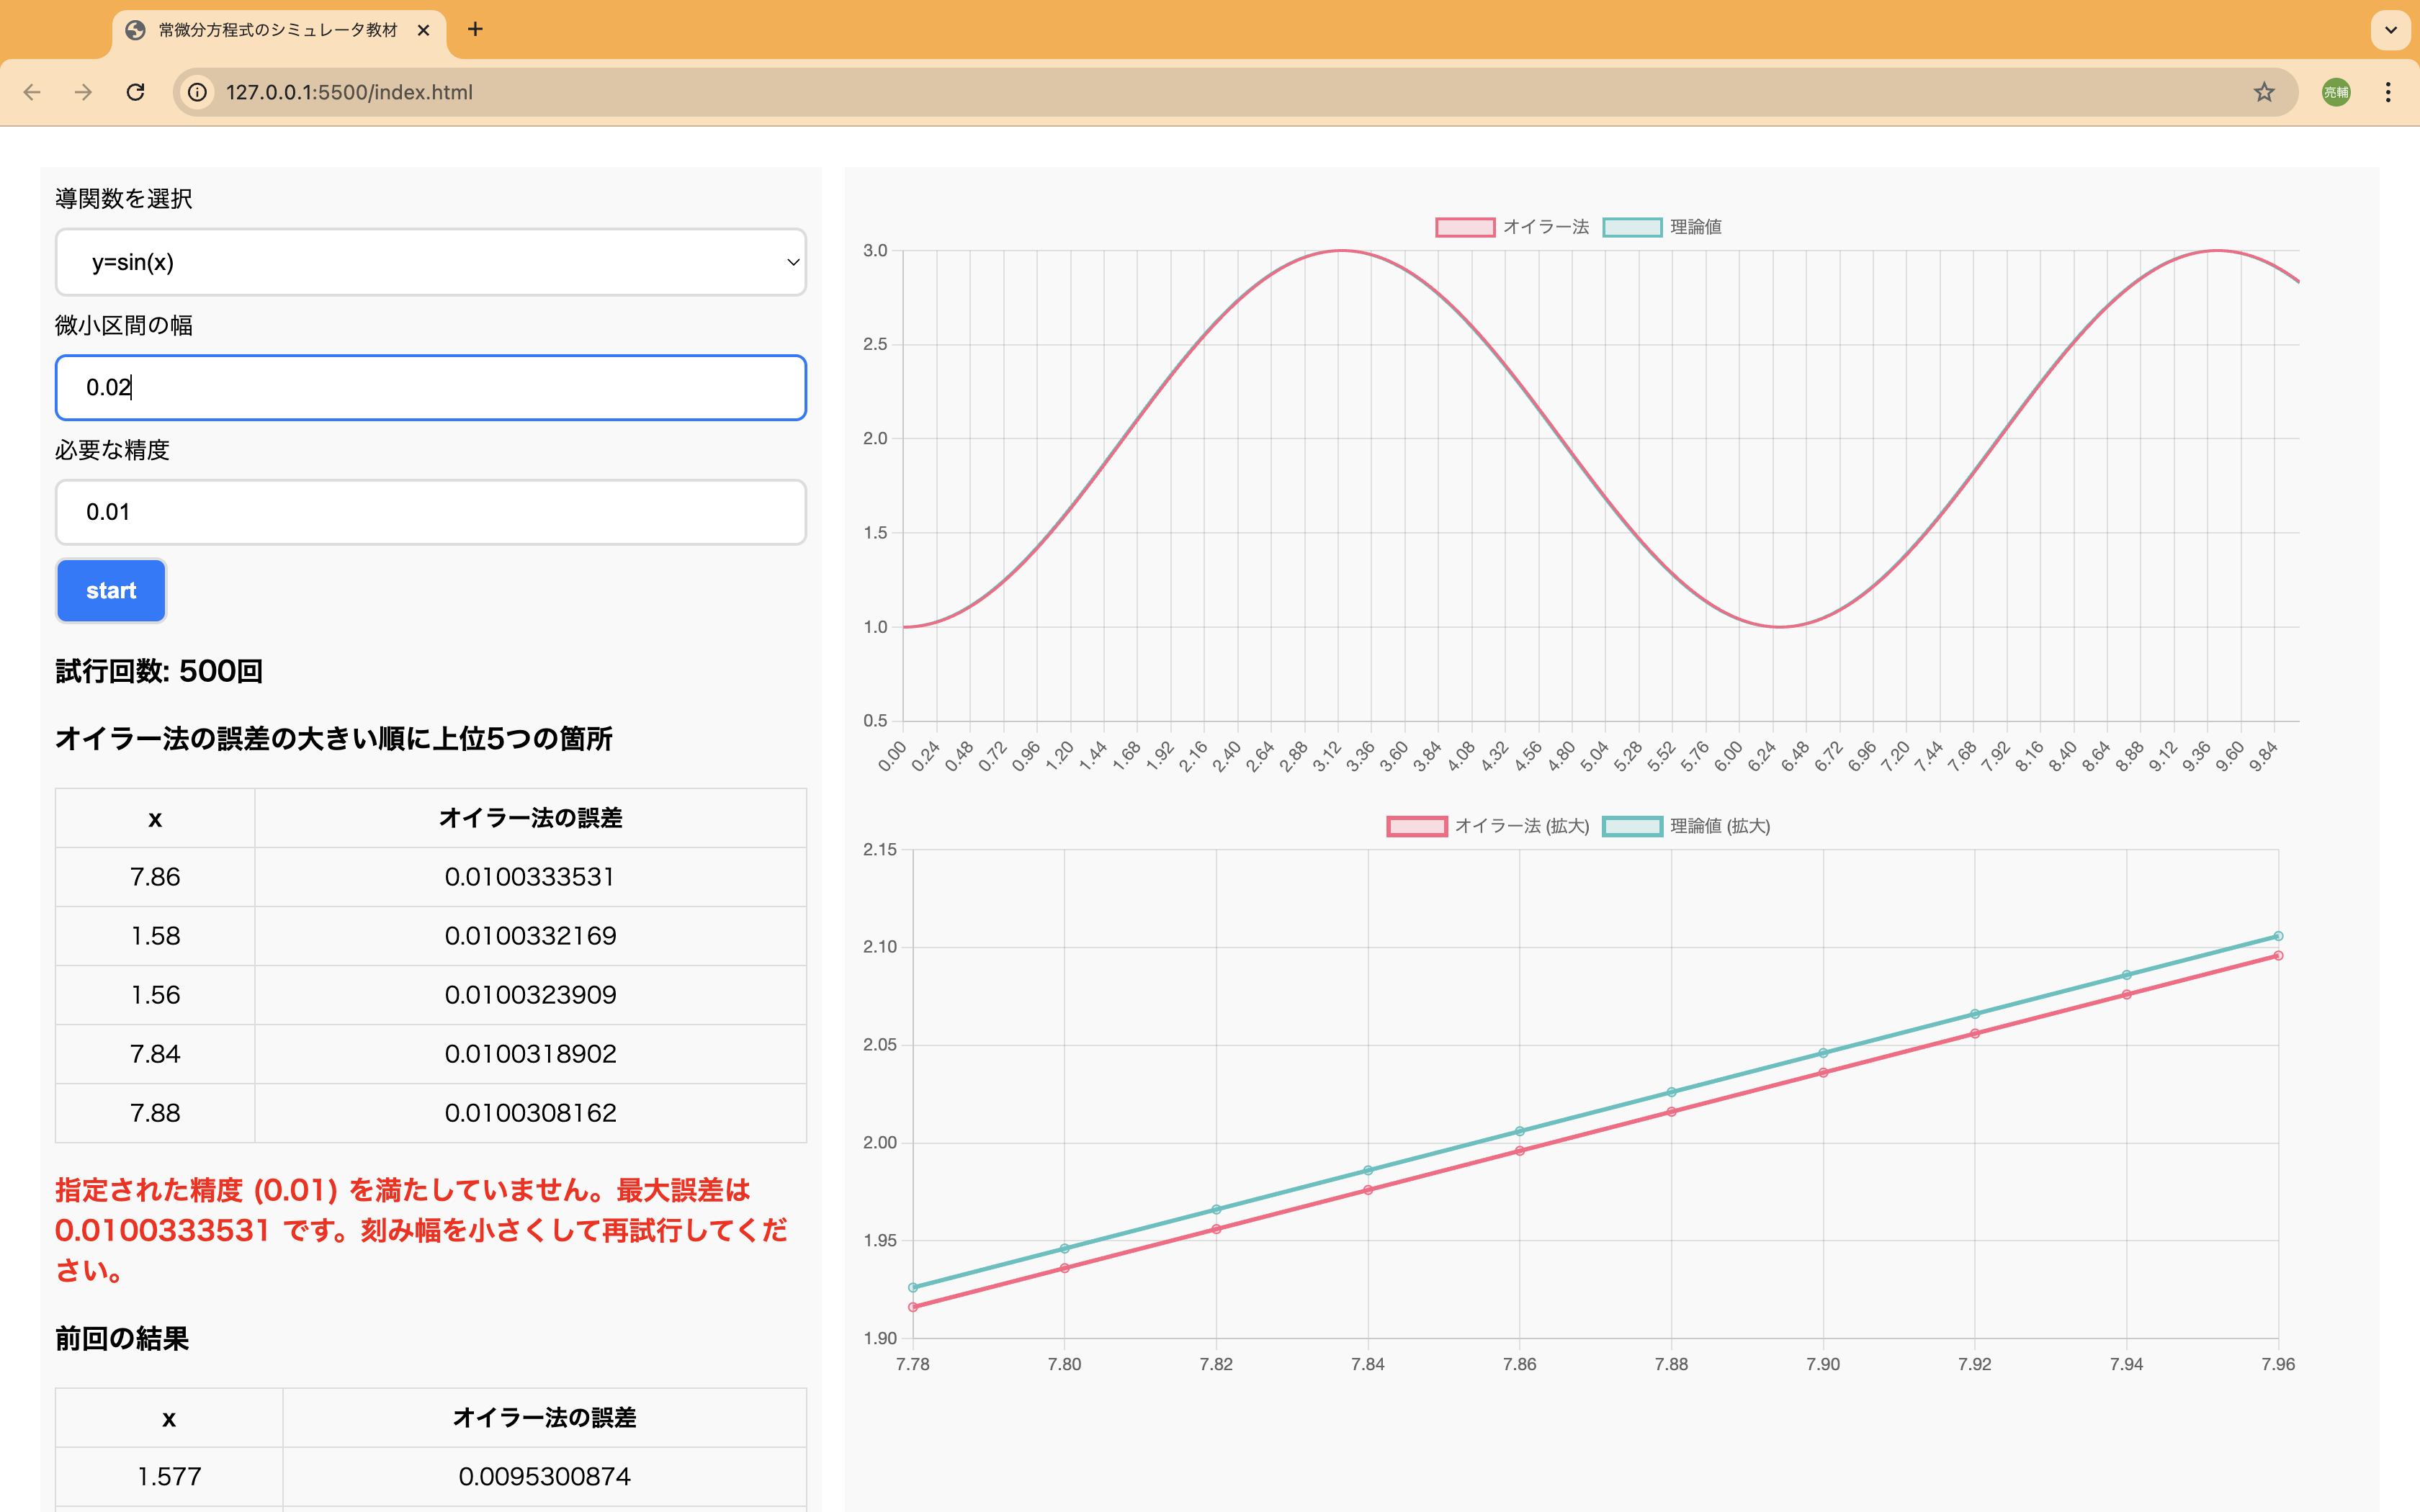 常微分方程式のシミュレータ教材
127.0.0.1:5500/index.html
亮輔
導関数を選択
y=sin(x)
微小区間の幅
0.02
必要な精度
0.01
start
試行回数: 500回
オイラー法の誤差の大きい順に上位5つの箇所
x オイラー法の誤差
7.86 0.0100333531
1.58 0.0100332169
1.56 0.0100323909
7.84 0.0100318902
7.88 0.0100308162
指定された精度 (0.01) を満たしていません。最大誤差は
0.0100333531 です。刻み幅を小さくして再試行してくだ
さい。
前回の結果
x オイラー法の誤差
1.577 0.0095300874
オイラー法 理論値
3.0
2.5
2.0
1.5
1.0
0.5
0.00 0.24 0.48 0.72 0.96 1.20 1.44 1.68 1.92 2.16 2.40 2.64 2.88 3.12 3.36 3.60 3.84 4.08 4.32 4.56 4.80 5.04 5.28 5.52 5.76 6.00 6.24 6.48 6.72 6.96 7.20 7.44 7.68 7.92 8.16 8.40 8.64 8.88 9.12 9.36 9.60 9.84
オイラー法 (拡大) 理論値 (拡大)
2.15
2.10
2.05
2.00
1.95
1.90
7.78 7.80 7.82 7.84 7.86 7.88 7.90 7.92 7.94 7.96